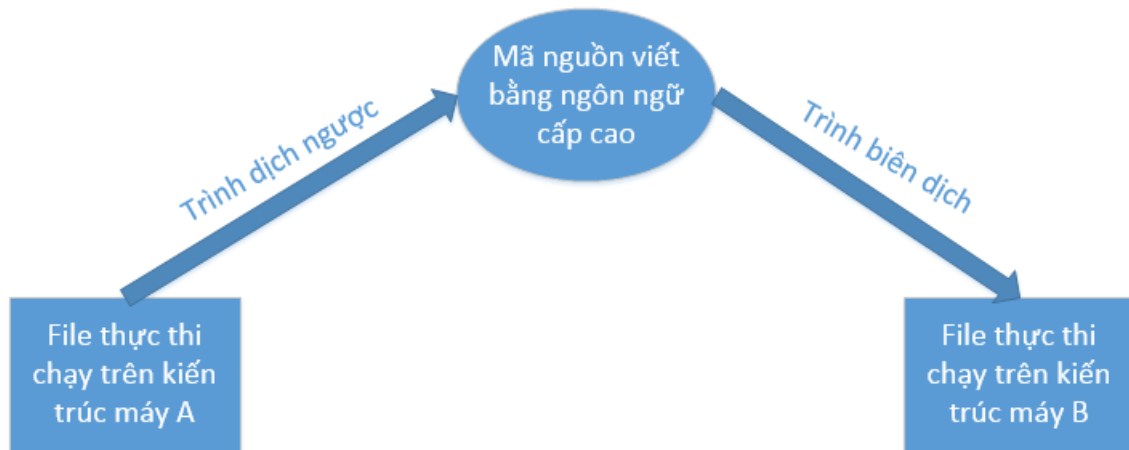 Mã nguồn viết
bằng ngôn ngữ
cấp cao
Trình dịch ngược
Trình biên dịch
File thực thi
chạy trên kiến
trúc máy A
File thực thi
chạy trên kiến
trúc máy B